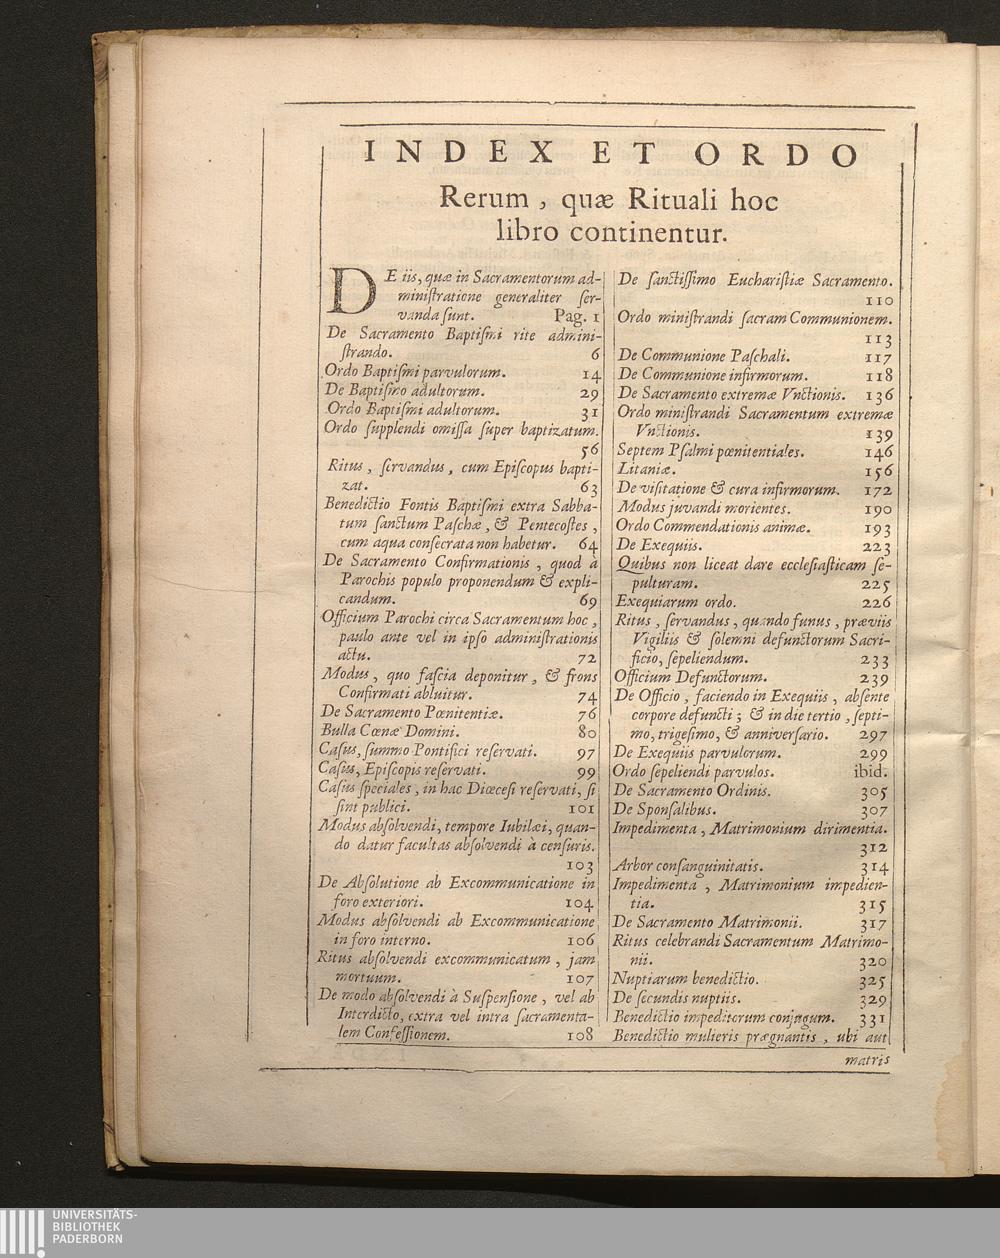 INDEX ET ORDO
Rerum, quæ Rituali hoc
libro continentur.
DE iis, quæ in Sacramentorum ad-
miniſtratione generaliter ſer-
vanda ſunt. Pag. 1
De Sacramento Baptiſmi rite admini-
ſtrando. 6
Ordo Baptiſmi parvulorum. 14
De Baptiſmo adultorum. 29
Ordo Baptiſmi adultorum. 31
Ordo ſupplendi omiſſa ſuper baptizatum.
56
Ritus, ſervandus, cum Epiſcopus bapti-
zat. 63
Benedictio Fontis Baptiſmi extra Sabba-
tum ſanctum Paſchæ, & Pentecoſtes,
cum aqua conſecrata non habetur. 64
De Sacramento Confirmationis, quod à
Parochis populo proponendum & expli-
candum. 69
Officium Parochi circa Sacramentum hoc,
paulo ante vel in ipſo adminiſtrationis
actu. 72
Modus, quo faſcia deponitur, & frons
Confirmati abluitur. 74
De Sacramento Pœnitentiæ. 76
Bulla Cœnæ Domini. 80
Caſus, ſummo Pontifici reſervati. 97
Caſus, Epiſcopis reſervati. 99
Caſus ſpeciales, in hac Diœceſi reſervati, ſi
ſint publici. 101
Modus abſolvendi, tempore Iubilæi, quan-
do datur facultas abſolvendi à cenſuris.
103
De Abſolutione ab Excommunicatione in
foro exteriori. 104
Modus abſolvendi ab Excommunicatione
in foro interno. 106
Ritus abſolvendi excommunicatum, jam
mortuum. 107
De modo abſolvendi à Suſpenſione, vel ab
Interdicto, extra vel intra ſacramenta-
lem Confeſſionem. 108
De ſanctiſſimo Euchariſtiæ Sacramento.
110
Ordo miniſtrandi ſacram Communionem.
113
De Communione Paſchali. 117
De Communione infirmorum. 118
De Sacramento extremæ Vnctionis. 136
Ordo miniſtrandi Sacramentum extremæ
Vnctionis. 139
Septem Pſalmi pœnitentiales. 146
Litaniæ. 156
De viſitatione & cura infirmorum. 172
Modus juvandi morientes. 190
Ordo Commendationis animæ. 193
De Exequiis. 223
Quibus non liceat dare eccleſiaſticam ſe-
pulturam. 225
Exequiarum ordo. 226
Ritus, ſervandus, quando funus, præviis
Vigiliis & ſolemni defunctorum Sacri-
ficio, ſepeliendum. 233
Officium Defunctorum. 239
De Officio, faciendo in Exequiis, abſente
corpore defuncti; & in die tertio, ſepti-
mo, trigeſimo, & anniverſario. 297
De Exequiis parvulorum. 299
Ordo ſepeliendi parvulos. ibid.
De Sacramento Ordinis. 305
De Sponſalibus. 307
Impedimenta, Matrimonium dirimentia.
312
Arbor conſanguinitatis. 314
Impedimenta, Matrimonium impedien-
tia. 315
De Sacramento Matrimonii. 317
Ritus celebrandi Sacramentum Matrimo-
nii. 320
Nuptiarum benedictio. 325
De ſecundis nuptiis. 329
Benedictio impeditorum conjugum. 331
Benedictio mulieris prægnantis, ubi aut
matris
UNIVERSITÄTS-
BIBLIOTHEK
PADERBORN